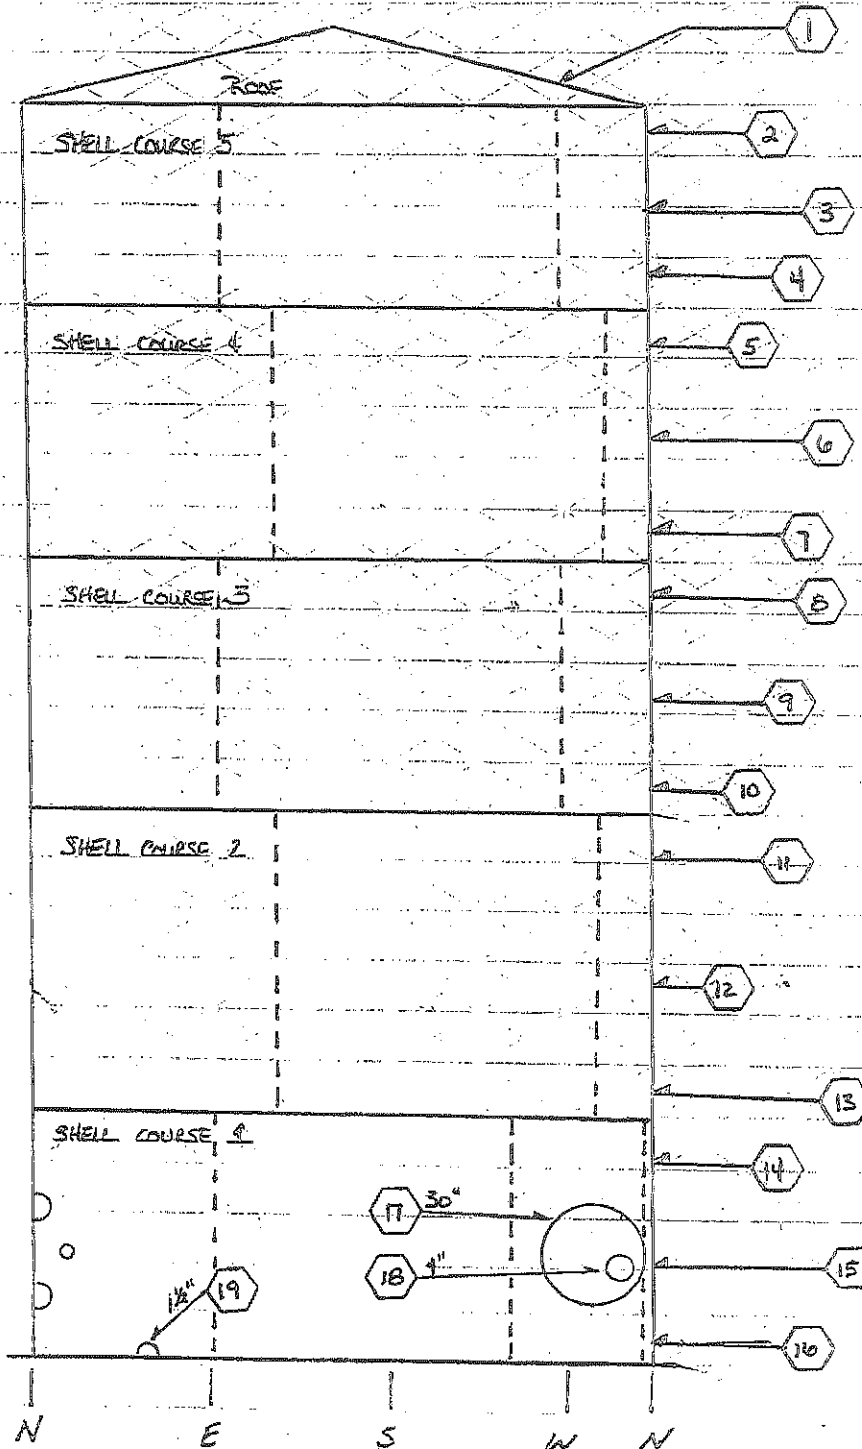 1
ROOF
SHELL COURSE 5
2
3
4
SHELL COURSE 4
5
6
7
SHELL COURSE 3
8
9
10
SHELL COURSE 2
11
12
13
SHELL COURSE 1
14
17 30"
15
18 4"
19
1½"
16
N E S W N